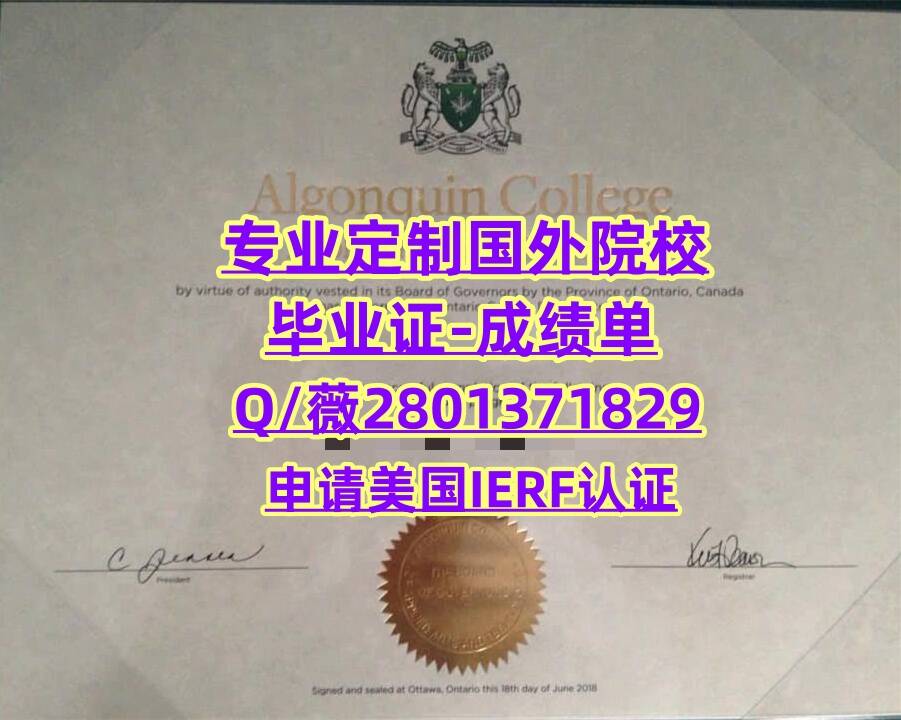 Algonquin College
专业定制国外院校
by virtue of authority vested in its Board of Governors by the Province of Ontario, Canada
毕业证-成绩单
Q/薇2801371829
申请美国IERF认证
President
Registrar
Signed and sealed at Ottawa, Ontario this 18th day of June 2018